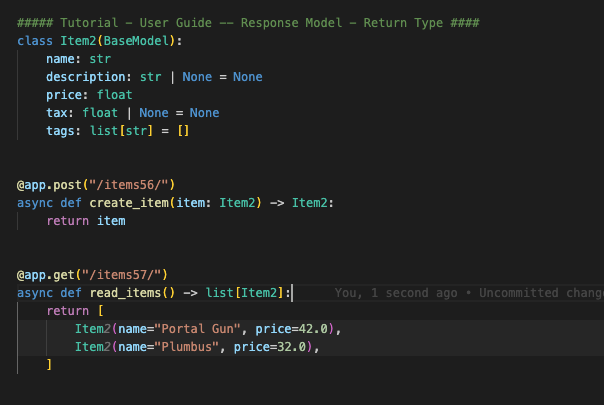 ##### Tutorial - User Guide -- Response Model - Return Type ####
class Item2(BaseModel):
    name: str
    description: str | None = None
    price: float
    tax: float | None = None
    tags: list[str] = []
@app.post("/items56/")
async def create_item(item: Item2) -> Item2:
    return item
@app.get("/items57/")
async def read_items() -> list[Item2]:     You, 1 second ago • Uncommitted chang
    return [
        Item2(name="Portal Gun", price=42.0),
        Item2(name="Plumbus", price=32.0),
    ]